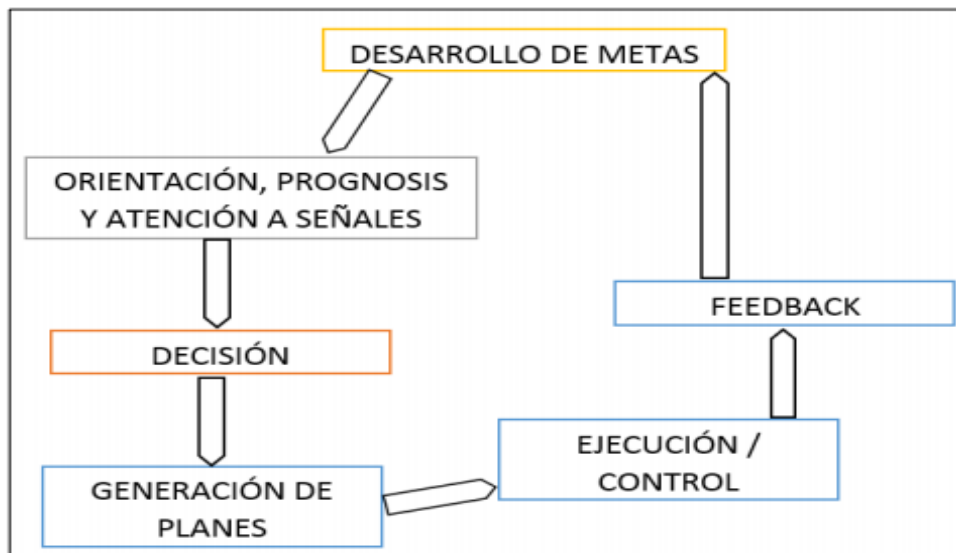 DESARROLLO DE METAS
ORIENTACIÓN, PROGNOSIS
Y ATENCIÓN A SEÑALES
DECISIÓN
GENERACIÓN DE
PLANES
EJECUCIÓN /
CONTROL
FEEDBACK